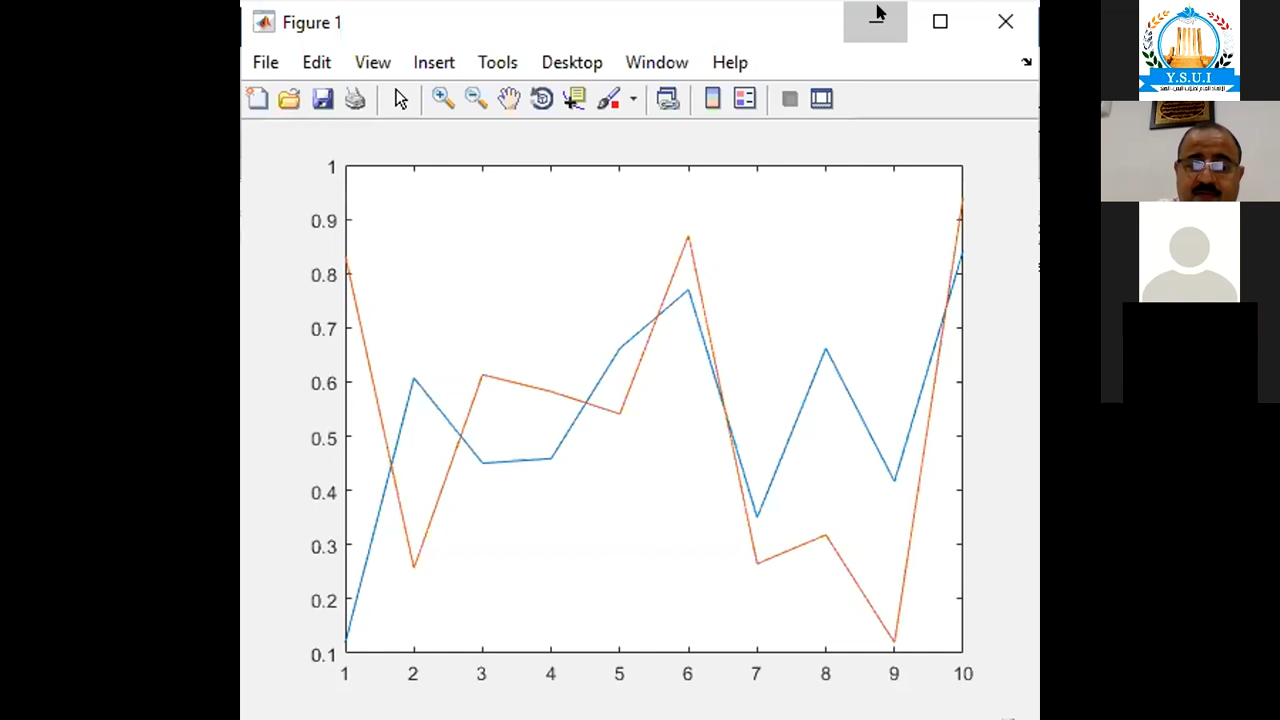 Figure 1
File Edit View Insert Tools Desktop Window Help
1
0.9
0.8
0.7
0.6
0.5
0.4
0.3
0.2
0.1
1 2 3 4 5 6 7 8 9 10
Y.S.U.I